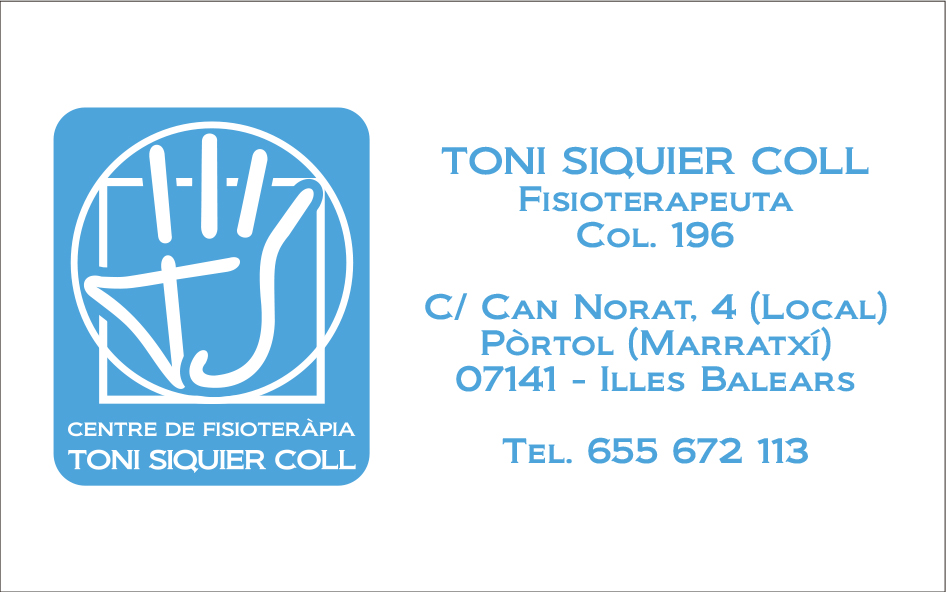 CENTRE DE FISIOTERÀPIA
TONI SIQUIER COLL
TONI SIQUIER COLL
FISIOTERAPEUTA
COL. 196
C/ CAN NORAT, 4 (LOCAL)
PÒRTOL (MARRATXÍ)
07141 - ILLES BALEARS
TEL. 655 672 113